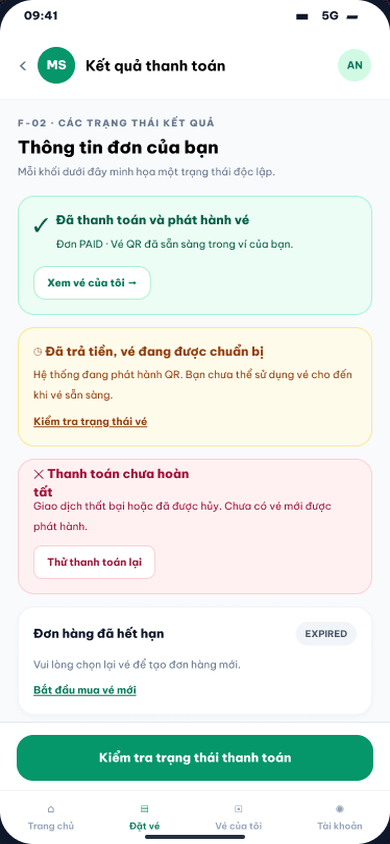 09:41
5G
MS
Kết quả thanh toán
AN
F-02 · CÁC TRẠNG THÁI KẾT QUẢ
Thông tin đơn của bạn
Mỗi khối dưới đây minh họa một trạng thái độc lập.
✓ Đã thanh toán và phát hành vé
Đơn PAID · Vé QR đã sẵn sàng trong ví của bạn.
Xem vé của tôi →
Đã trả tiền, vé đang được chuẩn bị
Hệ thống đang phát hành QR. Bạn chưa thể sử dụng vé cho đến
khi vé sẵn sàng.
Kiểm tra trạng thái vé
Thanh toán chưa hoàn
tất
Giao dịch thất bại hoặc đã được hủy. Chưa có vé mới được
phát hành.
Thử thanh toán lại
Đơn hàng đã hết hạn
EXPIRED
Vui lòng chọn lại vé để tạo đơn hàng mới.
Bắt đầu mua vé mới
Kiểm tra trạng thái thanh toán
Trang chủ
Đặt vé
Vé của tôi
Tài khoản